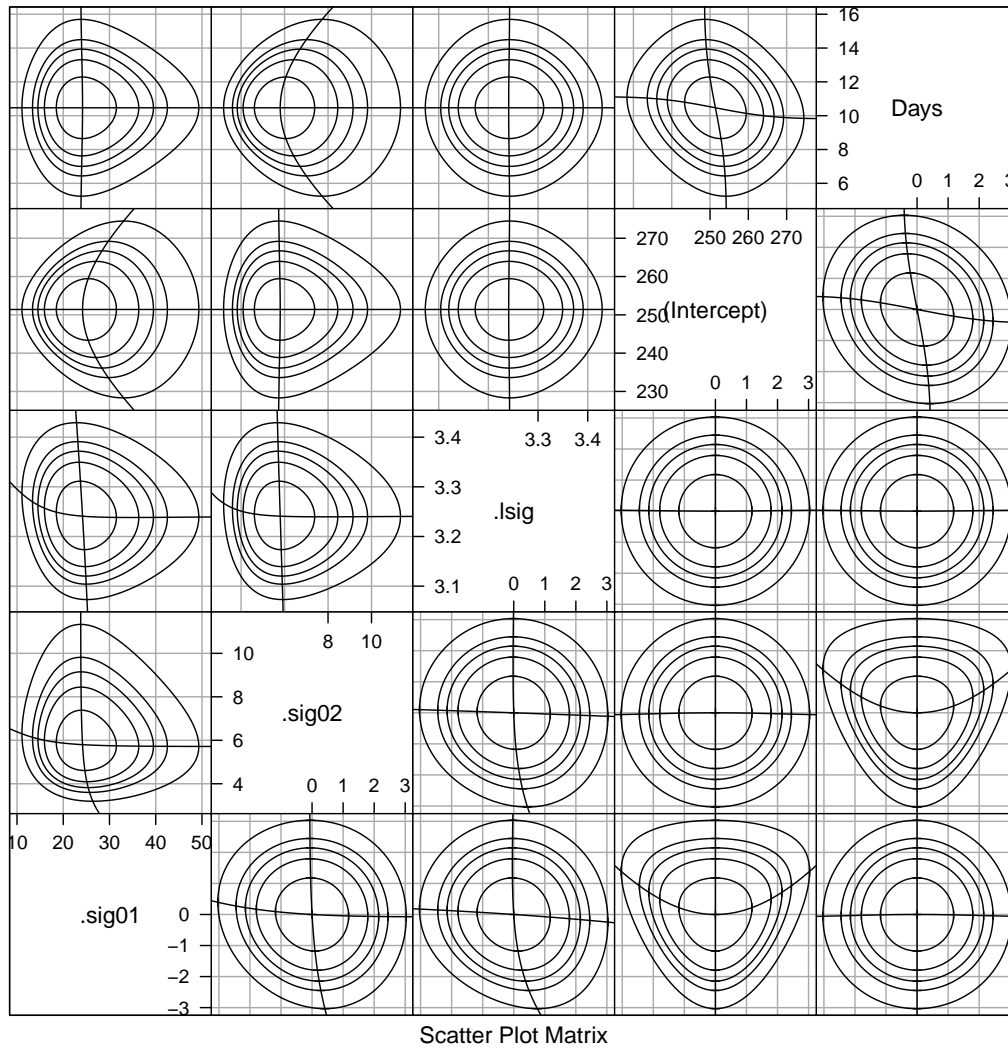 16
14
12
10
8
6
Days
0 1 2 3
270
260
250
240
230
250 260 270
(Intercept)
0 1 2 3
3.4
3.3
3.2
3.1
3.3 3.4
.lsig
0 1 2 3
10
8
6
4
8 10
.sig02
0 1 2 3
10 20 30 40 50
.sig01
0
−1
−2
−3
Scatter Plot Matrix